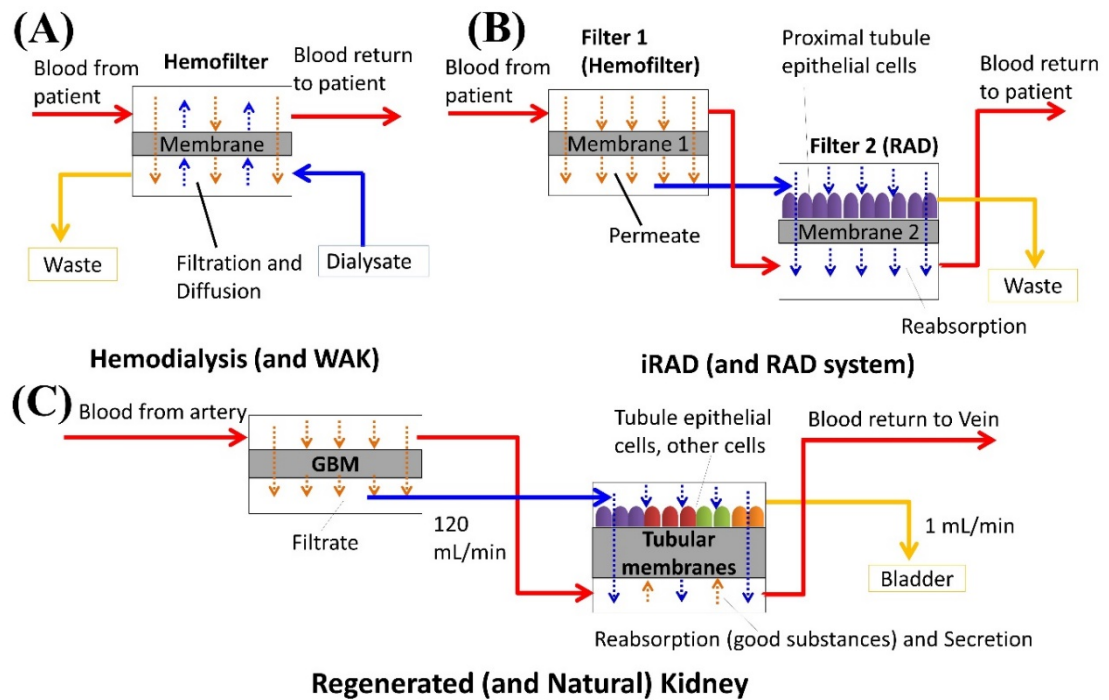 (A)
Blood from
patient
Hemofilter
Blood return
to patient
Membrane
Waste
Filtration and
Diffusion
Dialysate
Hemodialysis (and WAK)
(B)
Blood from
patient
Filter 1
(Hemofilter)
Membrane 1
Permeate
Proximal tubule
epithelial cells
Blood return
to patient
Filter 2 (RAD)
Membrane 2
Waste
Reabsorption
iRAD (and RAD system)
(C)
Blood from artery
GBM
Filtrate
120
mL/min
Tubule epithelial
cells, other cells
Blood return to Vein
Tubular
membranes
1 mL/min
Bladder
Reabsorption (good substances) and Secretion
Regenerated (and Natural) Kidney